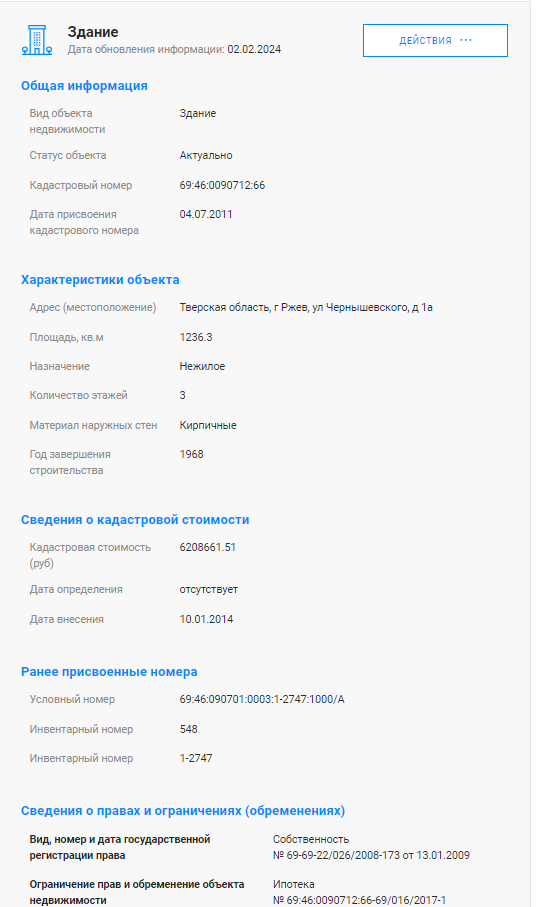 Здание
Дата обновления информации: 02.02.2024
ДЕЙСТВИЯ ···
Общая информация
Вид объекта
недвижимости
Здание
Статус объекта
Актуально
Кадастровый номер
69:46:0090712:66
Дата присвоения
кадастрового номера
04.07.2011
Характеристики объекта
Адрес (местоположение)
Тверская область, г Ржев, ул Чернышевского, д 1а
Площадь, кв.м
1236.3
Назначение
Нежилое
Количество этажей
3
Материал наружных стен
Кирпичные
Год завершения
строительства
1968
Сведения о кадастровой стоимости
Кадастровая стоимость
(руб)
6208661.51
Дата определения
отсутствует
Дата внесения
10.01.2014
Ранее присвоенные номера
Условный номер
69:46:090701:0003:1-2747:1000/А
Инвентарный номер
548
Инвентарный номер
1-2747
Сведения о правах и ограничениях (обременениях)
Вид, номер и дата государственной
регистрации права
Собственность
№ 69-69-22/026/2008-173 от 13.01.2009
Ограничение прав и обременение объекта
недвижимости
Ипотека
№ 69:46:0090712:66-69/016/2017-1